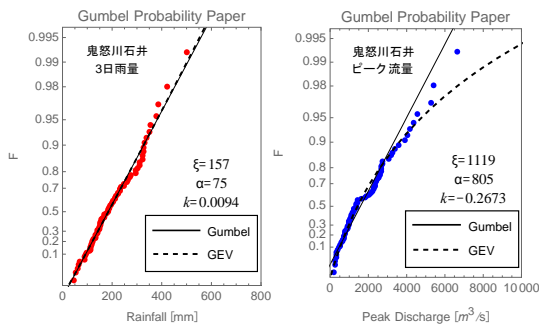 Gumbel Probability Paper
0.995
0.99
0.98
0.95
0.9
0.8
0.7
0.5
0.3
0.2
0.1
F
鬼怒川石井
3日雨量
ξ=157
α=75
k=0.0094
Gumbel
GEV
0 200 400 600 800
Rainfall [mm]
Gumbel Probability Paper
0.995
0.99
0.98
0.95
0.9
0.8
0.7
0.5
0.3
0.2
0.1
F
鬼怒川石井
ピーク流量
ξ=1119
α=805
k=-0.2673
Gumbel
GEV
0 2000 4000 6000 8000 10000
Peak Discharge [m³/s]